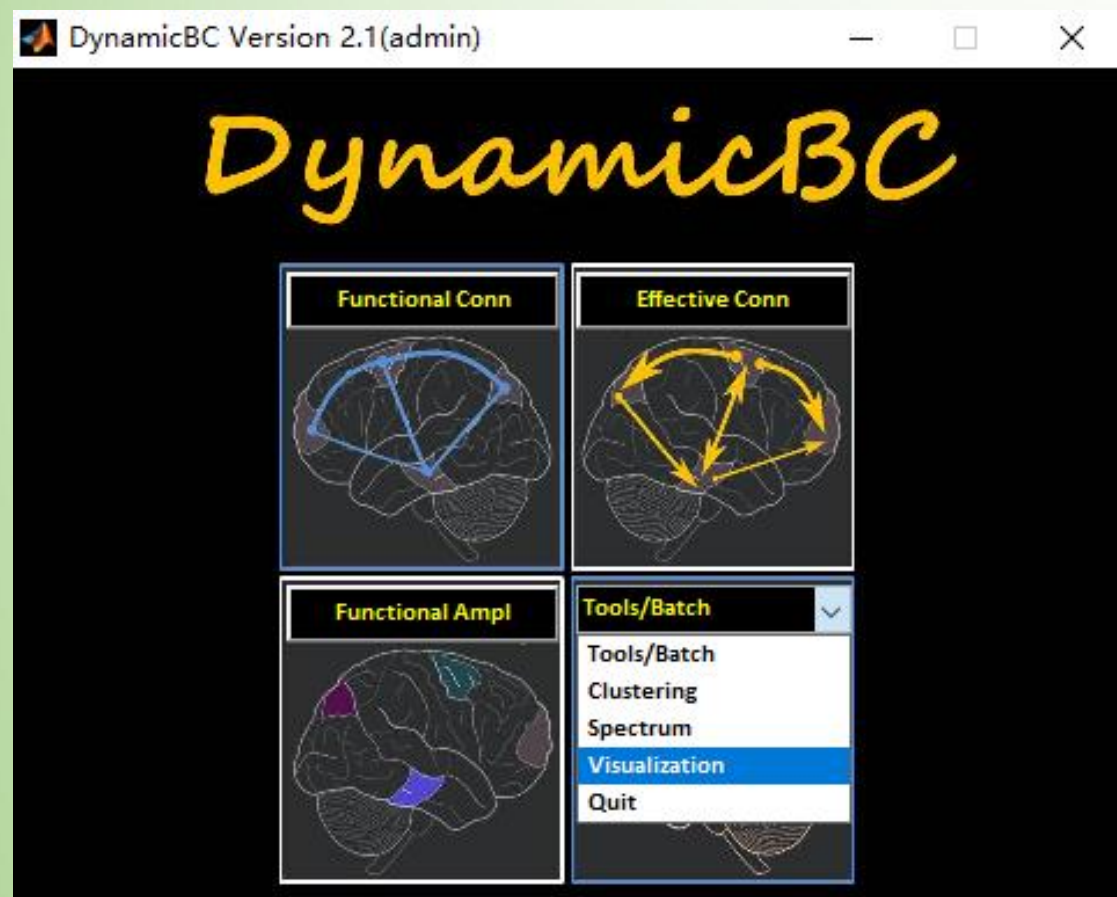 DynamicBC Version 2.1(admin)
DynamicBC
Functional Conn
Effective Conn
Functional Ampl
Tools/Batch
Tools/Batch
Clustering
Spectrum
Visualization
Quit